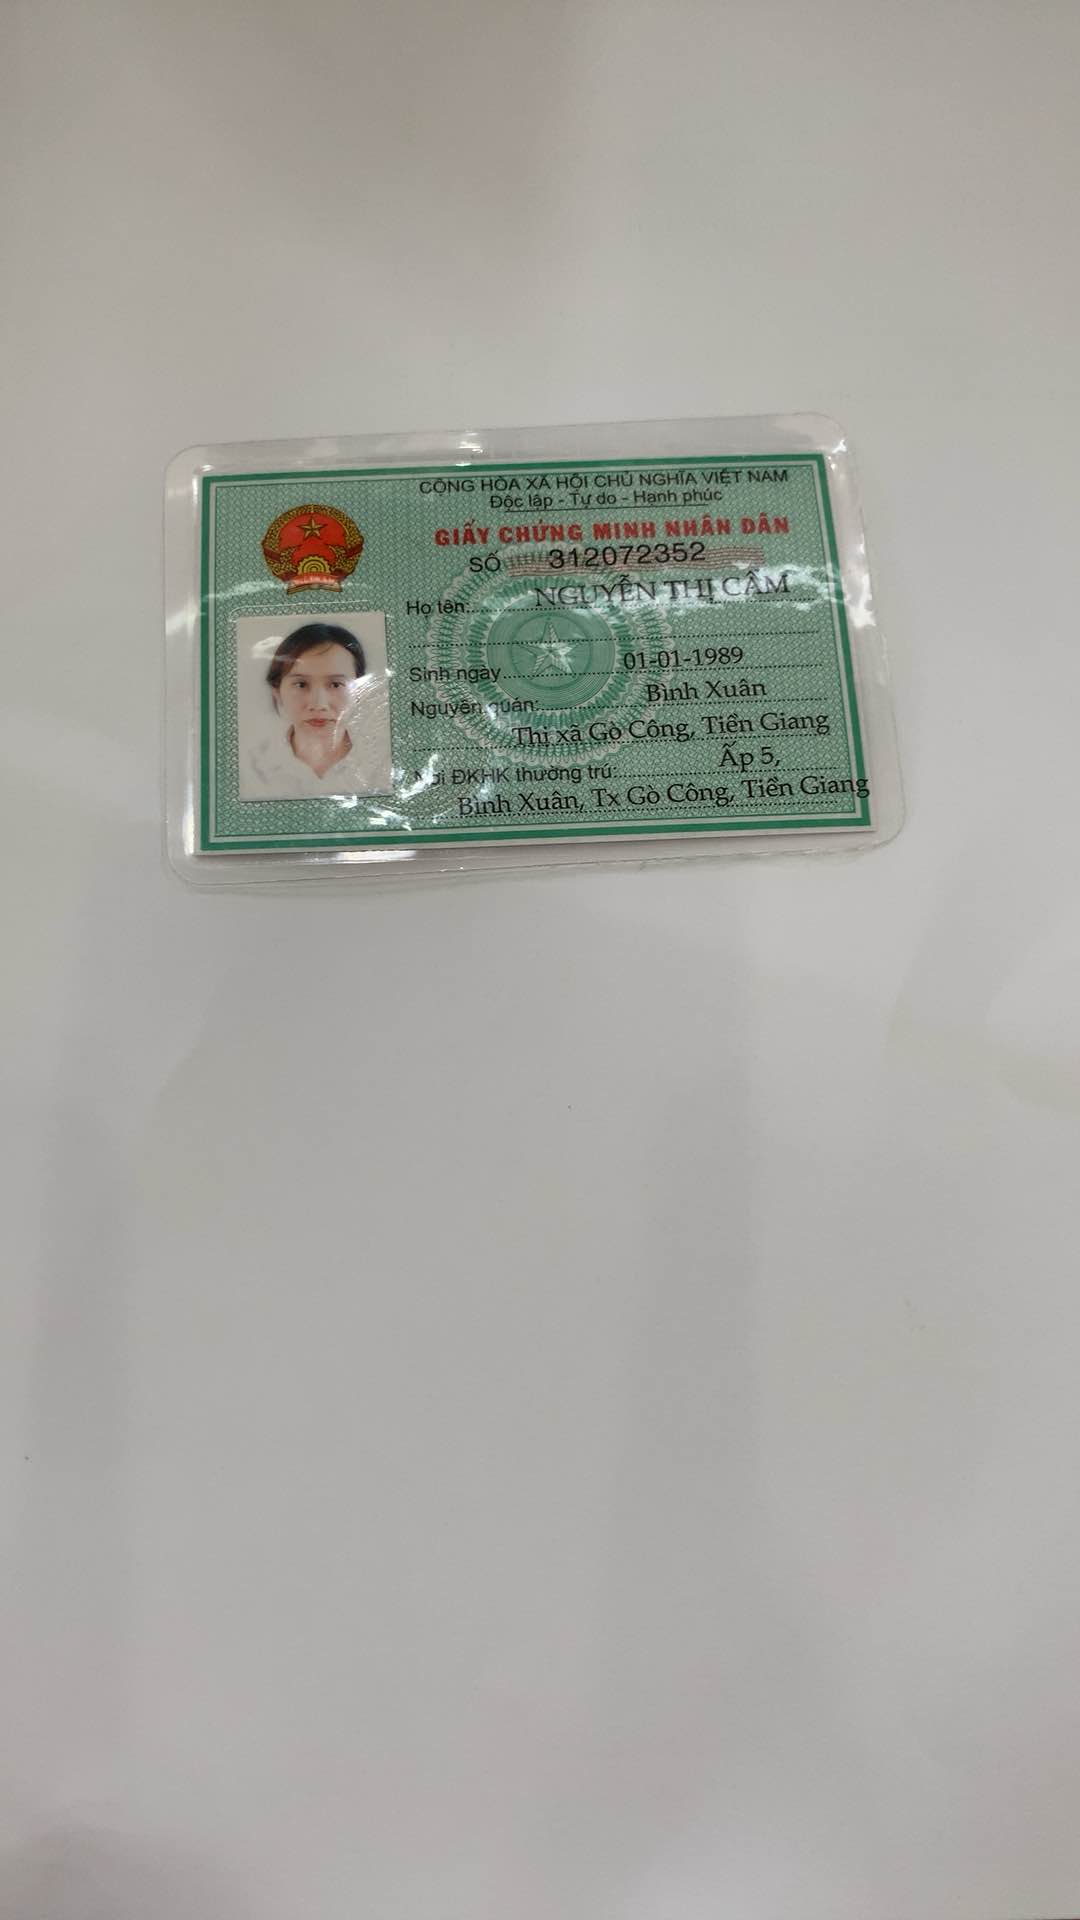 CỘNG HÒA XÃ HỘI CHỦ NGHĨA VIỆT NAM
Độc lập - Tự do - Hạnh phúc
GIẤY CHỨNG MINH NHÂN DÂN
SỐ 312072352
Họ tên: NGUYỄN THỊ CẨM
Sinh ngày 01-01-1989
Nguyên quán: Bình Xuân
Thị xã Gò Công, Tiền Giang
Nơi ĐKHK thường trú: Ấp 5,
Bình Xuân, Tx Gò Công, Tiền Giang